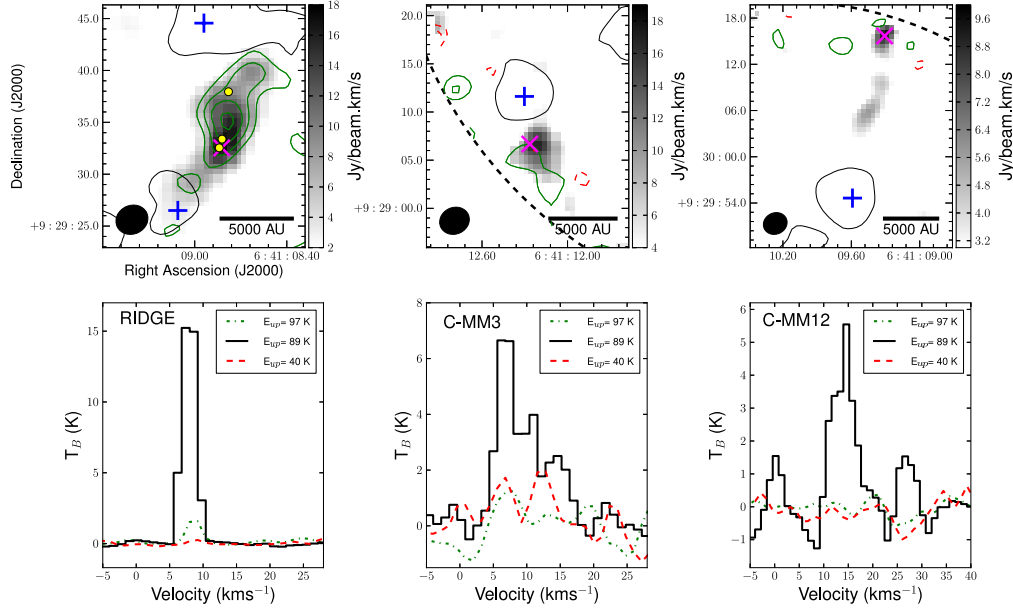 Declination (J2000)
45.0
40.0
35.0
30.0
+9 : 29 : 25.0
5000 AU
09.00
6 : 41 : 08.40
Right Ascension (J2000)
18
16
14
12
10
8
6
4
2
Jy/beam.km/s
20.0
15.0
10.0
05.0
+9 : 29 : 00.0
5000 AU
12.60
6 : 41 : 12.00
18
16
14
12
10
8
6
4
Jy/beam.km/s
18.0
12.0
06.0
30 : 00.0
+9 : 29 : 54.0
5000 AU
10.20
09.60
6 : 41 : 09.00
9.6
8.8
8.0
7.2
6.4
5.6
4.8
4.0
3.2
Jy/beam.km/s
RIDGE
E_up= 97 K
E_up= 89 K
E_up= 40 K
T_B (K)
15
10
5
0
-5 0 5 10 15 20 25
Velocity (kms⁻¹)
C-MM3
E_up= 97 K
E_up= 89 K
E_up= 40 K
T_B (K)
8
6
4
2
0
-5 0 5 10 15 20 25
Velocity (kms⁻¹)
C-MM12
E_up= 97 K
E_up= 89 K
E_up= 40 K
T_B (K)
6
5
4
3
2
1
0
−1
-5 0 5 10 15 20 25 30 35 40
Velocity (kms⁻¹)